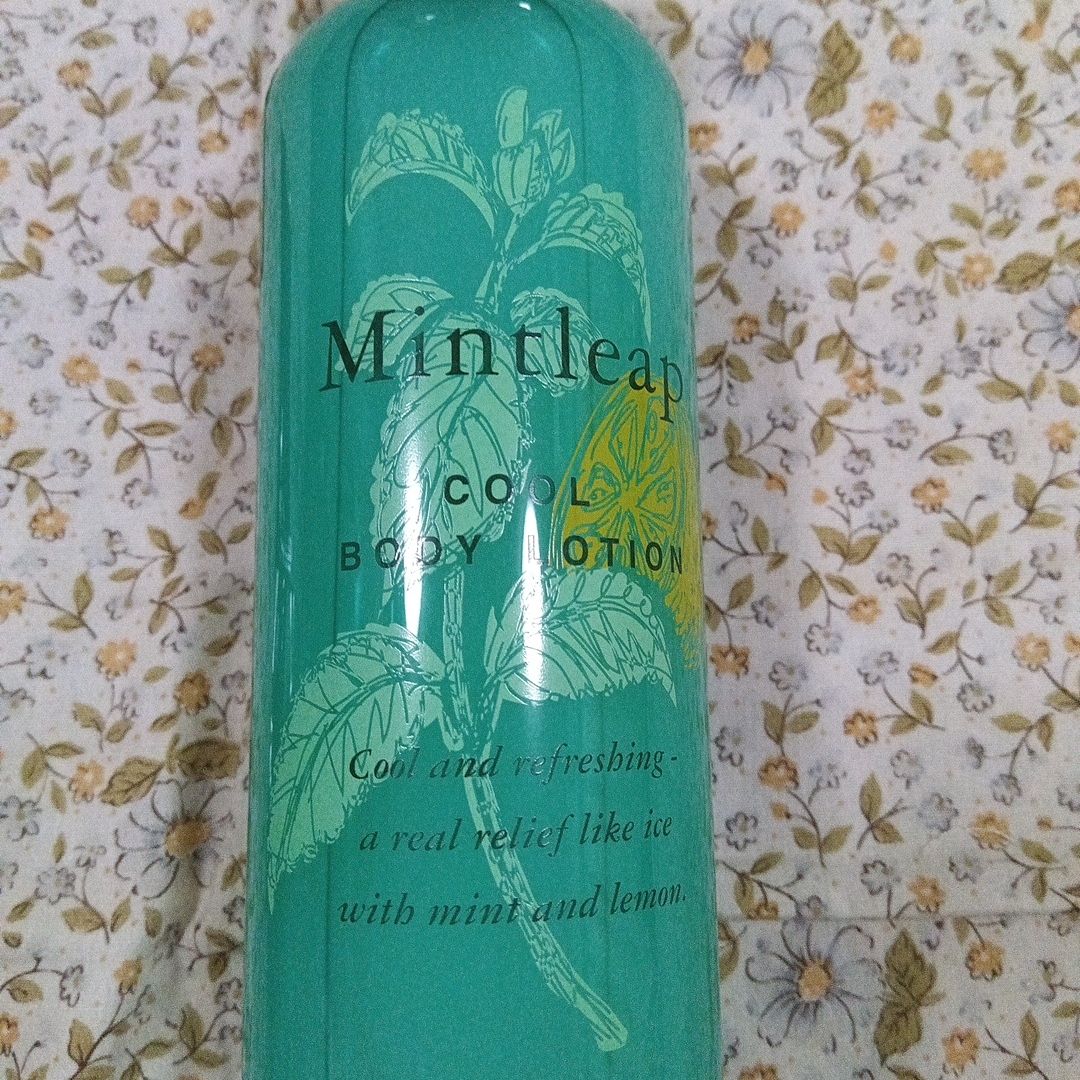 Mintleap
COOL
BODY LOTION
Cool and refreshing-
a real relief like ice
with mint and lemon.